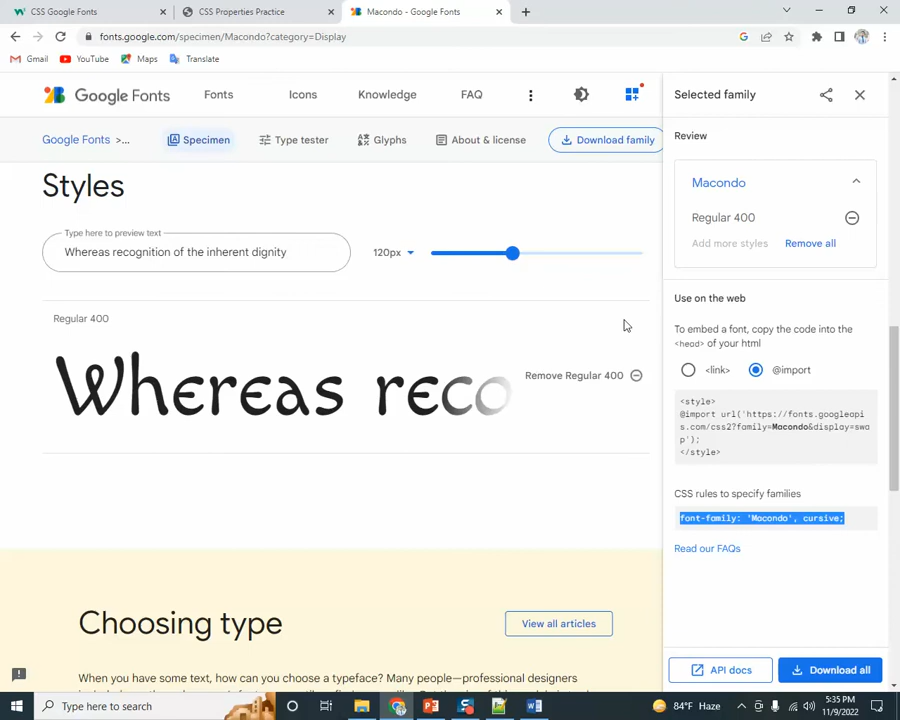 CSS Google Fonts
CSS Properties Practice
Macondo - Google Fonts
fonts.google.com/specimen/Macondo?category=Display
Gmail
YouTube
Maps
Translate
Google Fonts
Fonts
Icons
Knowledge
FAQ
Selected family
Google Fonts >...
Specimen
Type tester
Glyphs
About & license
Download family
Review
Styles
Macondo
Regular 400
Add more styles
Remove all
Type here to preview text
Whereas recognition of the inherent dignity
120px
Use on the web
Regular 400
To embed a font, copy the code into the
<head> of your html
Whereas reco
Remove Regular 400
<link>
@import
<style>
@import url('https://fonts.googleapi
s.com/css2?family=Macondo&display=swa
p');
</style>
CSS rules to specify families
font-family: 'Macondo', cursive;
Read our FAQs
Choosing type
View all articles
When you have some text, how can you choose a typeface? Many people—professional designers
API docs
Download all
Type here to search
84°F Haze
5:35 PM
11/9/2022